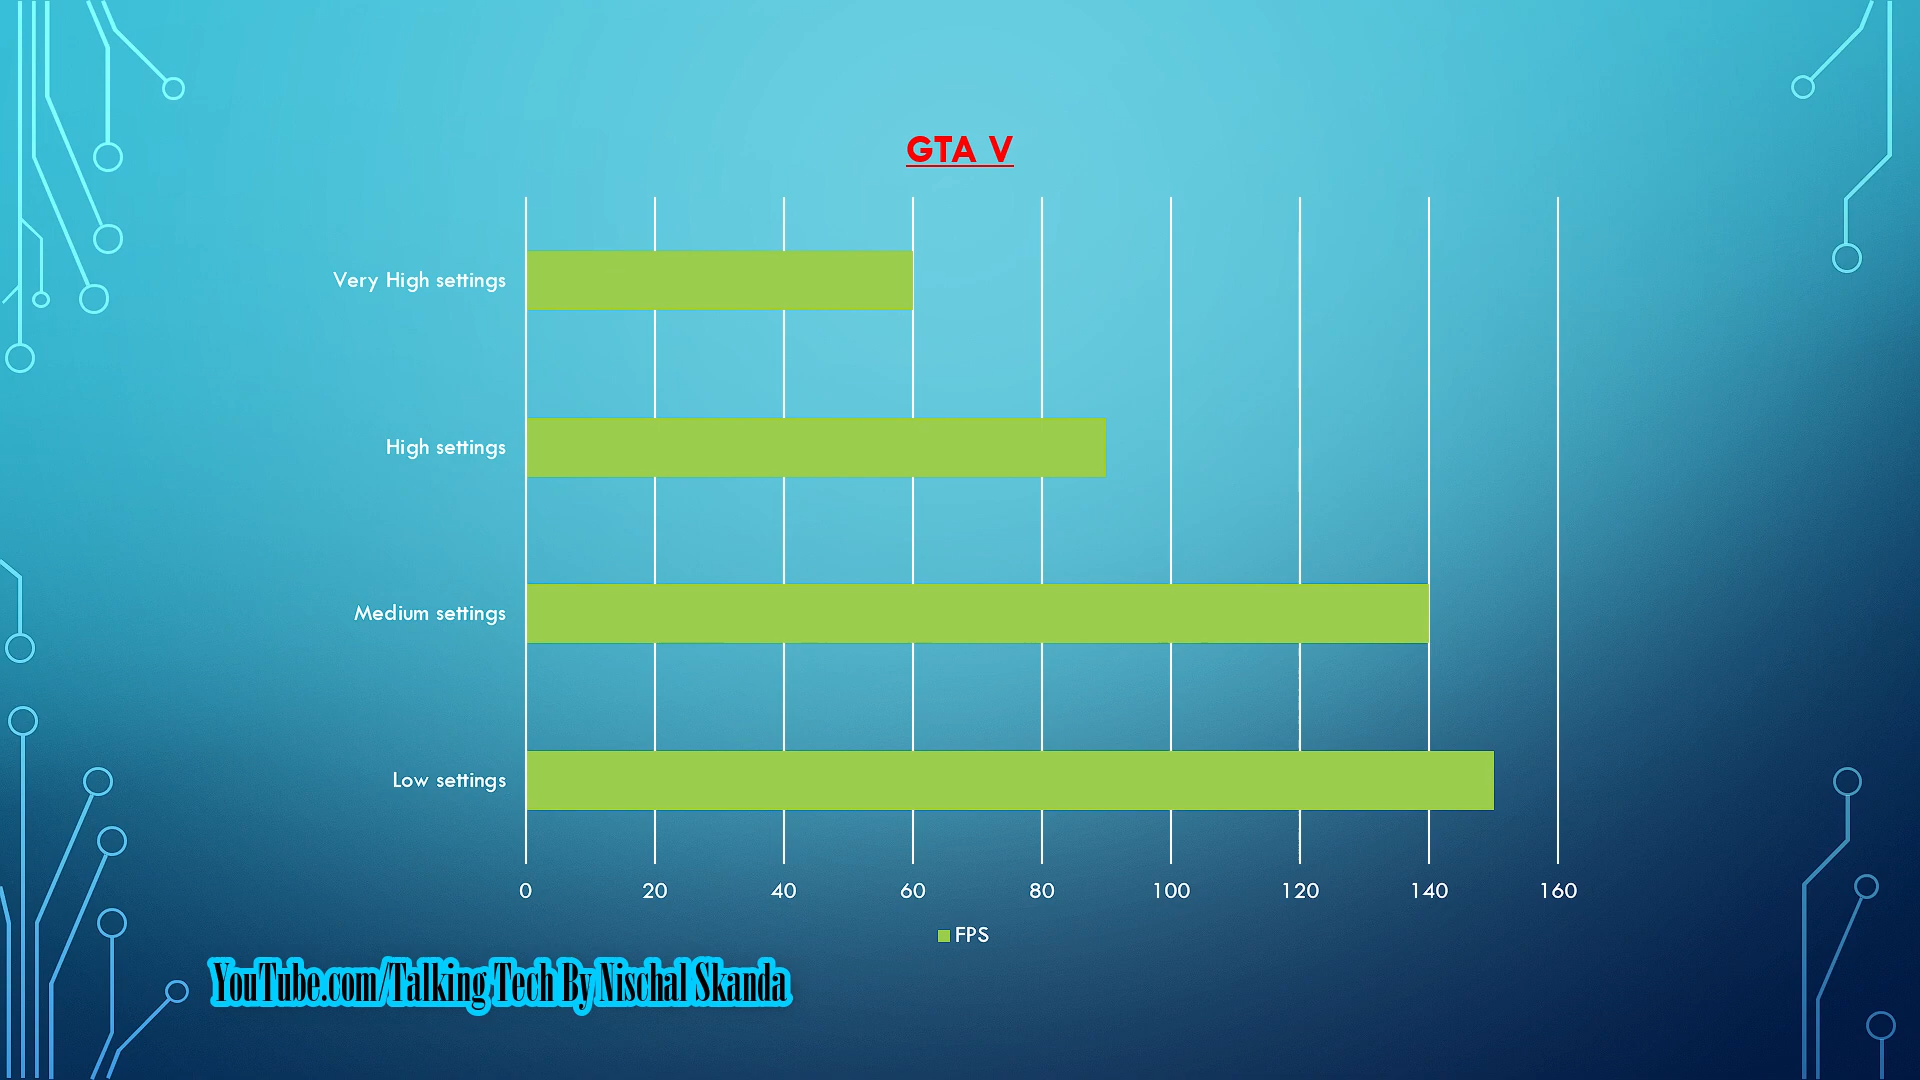 GTA V
Very High settings
High settings
Medium settings
Low settings
0 20 40 60 80 100 120 140 160
FPS
YouTube.com/Talking Tech By Nischal Skanda